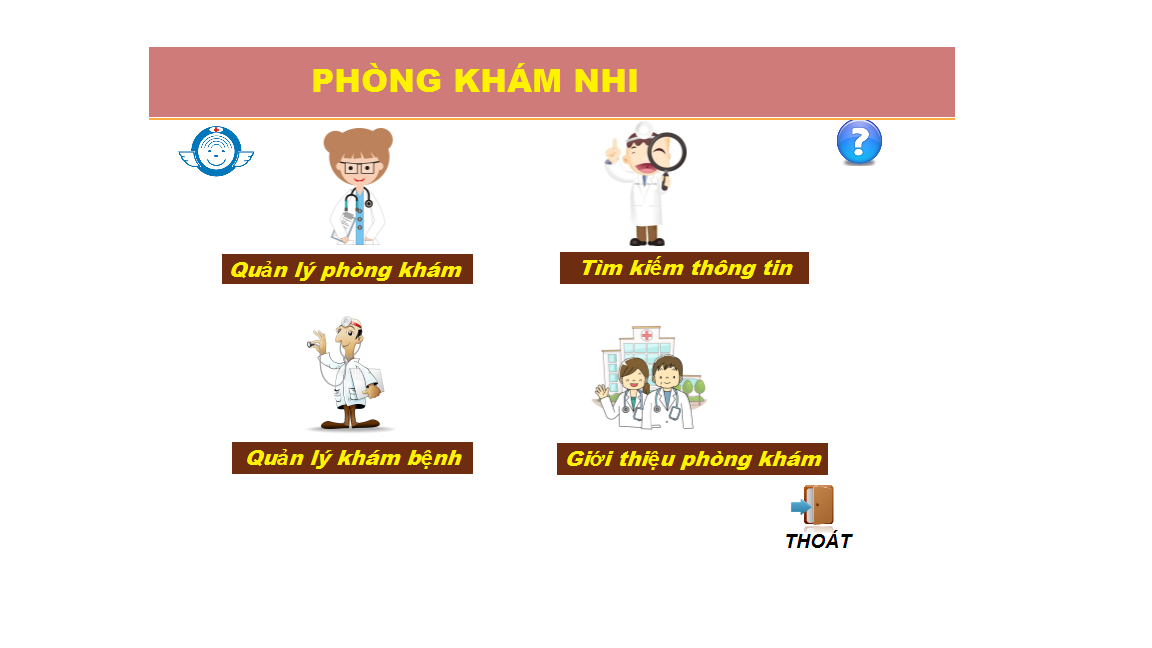 PHÒNG KHÁM NHI
?
Quản lý phòng khám
Tìm kiếm thông tin
Quản lý khám bệnh
Giới thiệu phòng khám
THOÁT